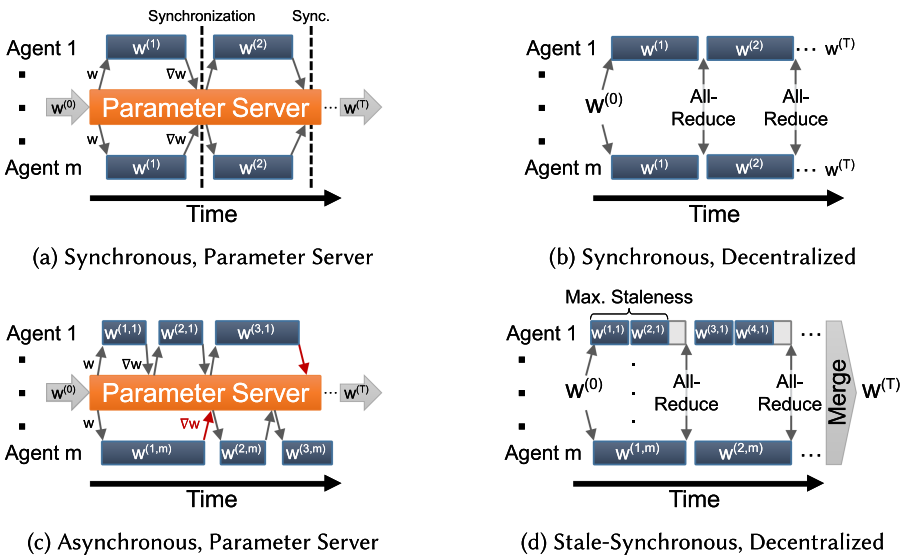 Synchronization Sync.
Agent 1 w(1) w(2)
w ∇w
w(0) Parameter Server ··· w(T)
w ∇w
Agent m w(1) w(2)
Time
(a) Synchronous, Parameter Server
Agent 1 w(1) w(2) ··· w(T)
w(0) All-Reduce All-Reduce
Agent m w(1) w(2) ··· w(T)
Time
(b) Synchronous, Decentralized
Agent 1 w(1,1) w(2,1) w(3,1)
w ∇w
w(0) Parameter Server ··· w(T)
w ∇w
Agent m w(1,m) w(2,m) w(3,m)
Time
(c) Asynchronous, Parameter Server
Max. Staleness
Agent 1 w(1,1) w(2,1) w(3,1) w(4,1) ···
w(0) All-Reduce All-Reduce Merge w(T)
Agent m w(1,m) w(2,m) ···
Time
(d) Stale-Synchronous, Decentralized